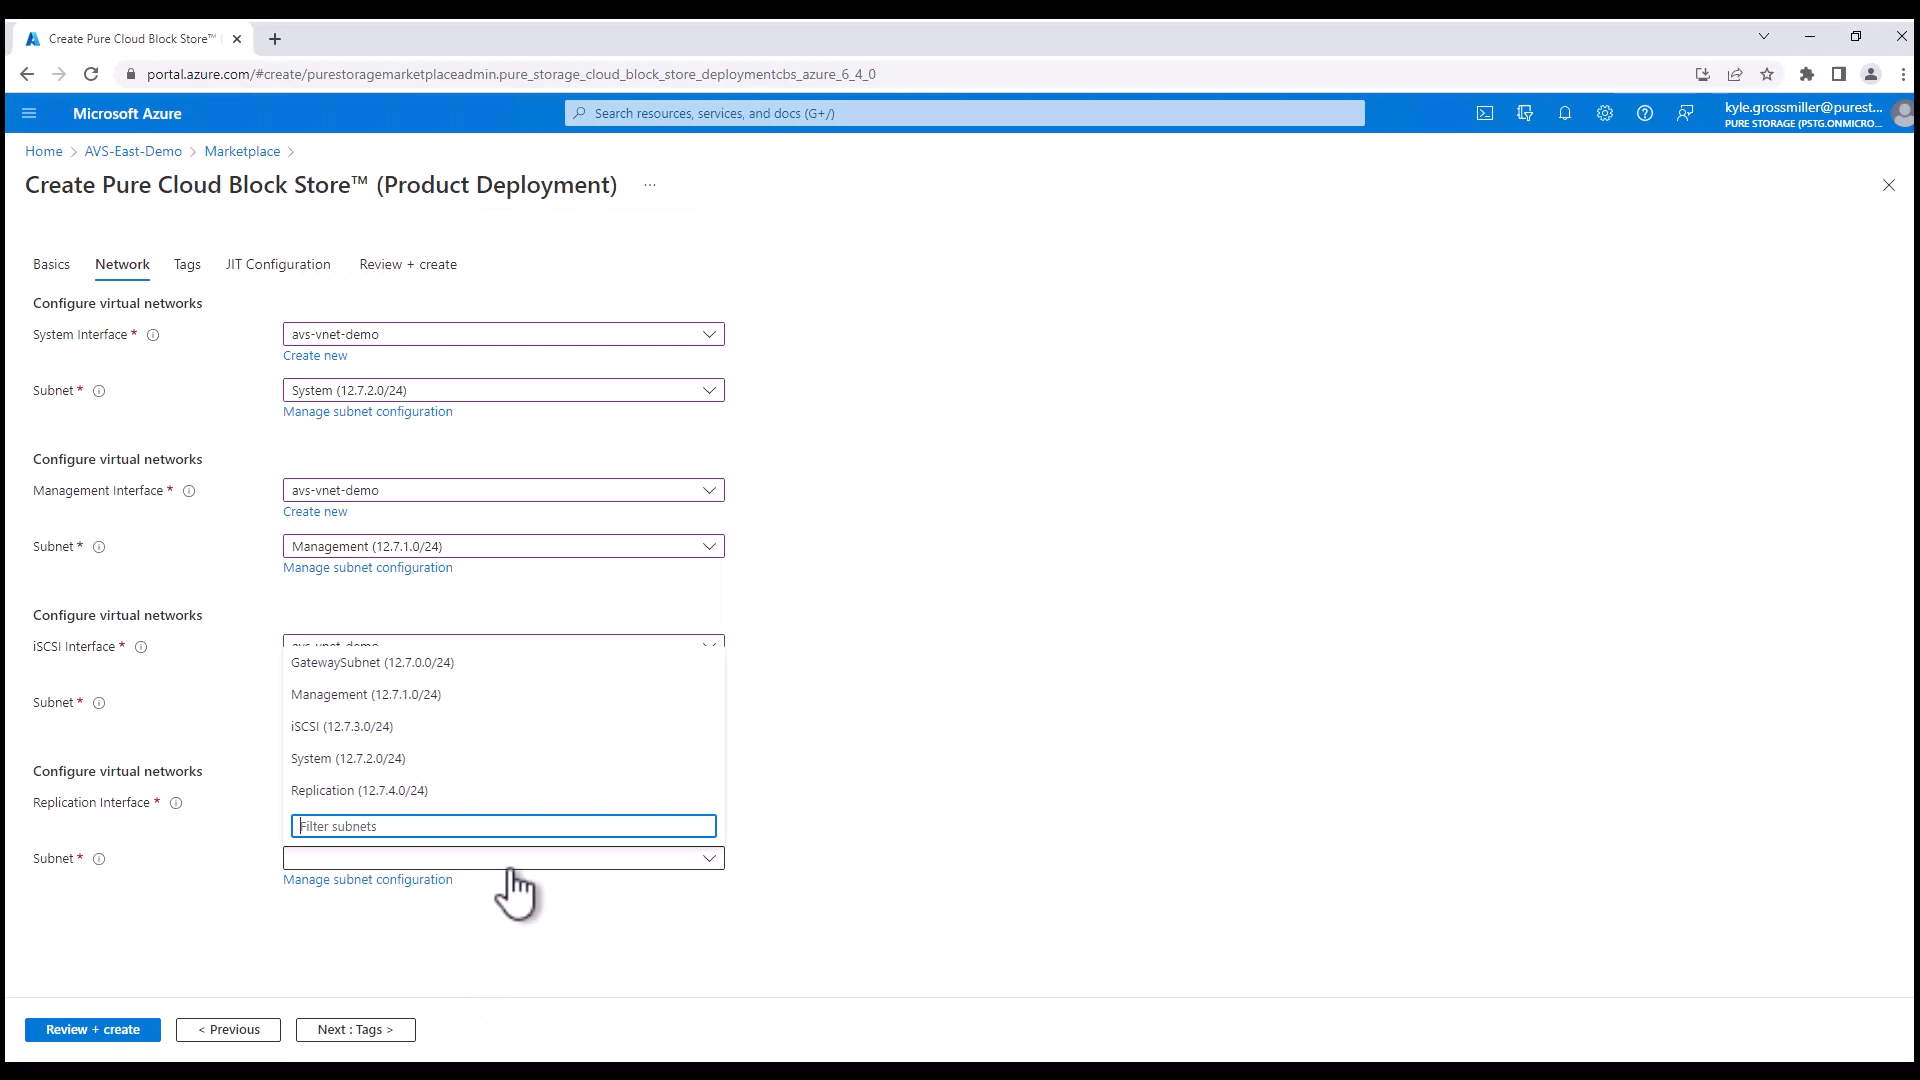 Create Pure Cloud Block Store™
portal.azure.com/#create/purestoragemarketplaceadmin.pure_storage_cloud_block_store_deploymentcbs_azure_6_4_0
Microsoft Azure
Search resources, services, and docs (G+/)
kyle.grossmiller@purest...
PURE STORAGE (PSTG.ONMICRO...
Home > AVS-East-Demo > Marketplace >
Create Pure Cloud Block Store™ (Product Deployment) ...
Basics Network Tags JIT Configuration Review + create
Configure virtual networks
System Interface * avs-vnet-demo
Create new
Subnet * System (12.7.2.0/24)
Manage subnet configuration
Configure virtual networks
Management Interface * avs-vnet-demo
Create new
Subnet * Management (12.7.1.0/24)
Manage subnet configuration
Configure virtual networks
iSCSI Interface * avs-vnet-demo
GatewaySubnet (12.7.0.0/24)
Management (12.7.1.0/24)
Subnet *
iSCSI (12.7.3.0/24)
System (12.7.2.0/24)
Configure virtual networks
Replication (12.7.4.0/24)
Replication Interface *
Filter subnets
Subnet *
Manage subnet configuration
Review + create < Previous Next : Tags >